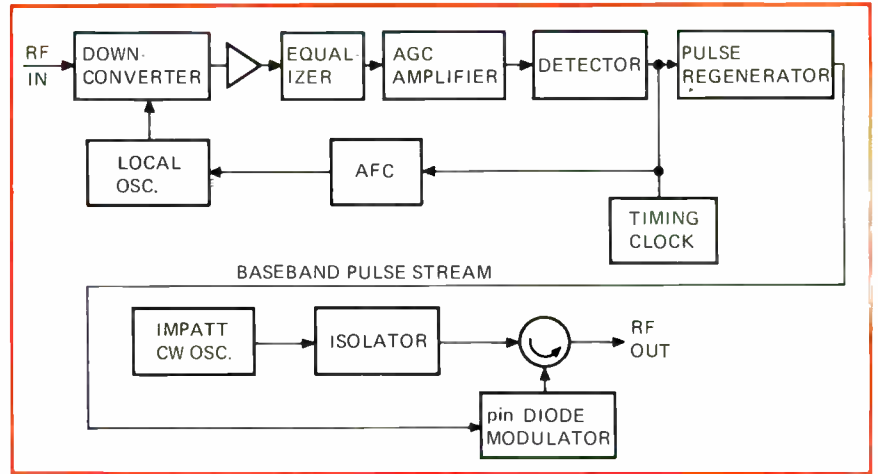 RF
IN
DOWN-
CONVERTER
EQUAL-
IZER
AGC
AMPLIFIER
DETECTOR
PULSE
REGENERATOR
LOCAL
OSC.
AFC
TIMING
CLOCK
BASEBAND PULSE STREAM
IMPATT
CW OSC.
ISOLATOR
RF
OUT
pin DIODE
MODULATOR